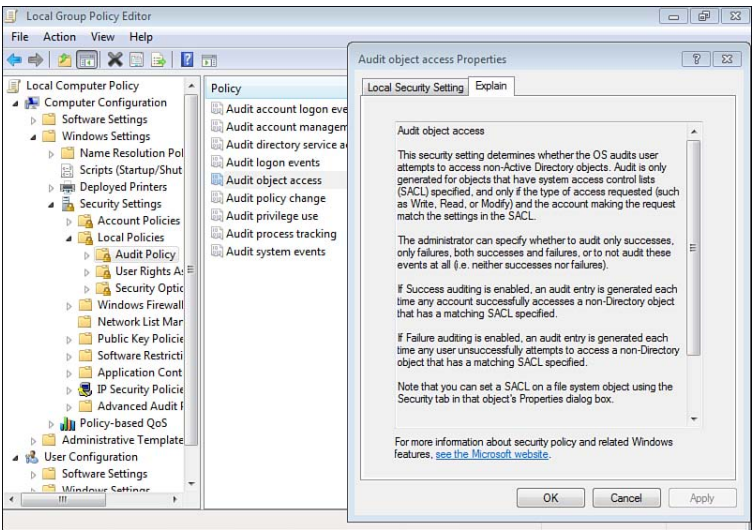 Local Group Policy Editor
File Action View Help
Local Computer Policy
Computer Configuration
Software Settings
Windows Settings
Name Resolution Pol
Scripts (Startup/Shut
Deployed Printers
Security Settings
Account Policies
Local Policies
Audit Policy
User Rights As
Security Optic
Windows Firewall
Network List Mar
Public Key Policie
Software Restricti
Application Cont
IP Security Policie
Advanced Audit P
Policy-based QoS
Administrative Template
User Configuration
Software Settings
Windows Settings
Policy
Audit account logon eve
Audit account managem
Audit directory service a
Audit logon events
Audit object access
Audit policy change
Audit privilege use
Audit process tracking
Audit system events
Audit object access Properties
Local Security Setting Explain
Audit object access
This security setting determines whether the OS audits user
attempts to access non-Active Directory objects. Audit is only
generated for objects that have system access control lists
(SACL) specified, and only if the type of access requested (such
as Write, Read, or Modify) and the account making the request
match the settings in the SACL.
The administrator can specify whether to audit only successes,
only failures, both successes and failures, or to not audit these
events at all (i.e. neither successes nor failures).
If Success auditing is enabled, an audit entry is generated each
time any account successfully accesses a non-Directory object
that has a matching SACL specified.
If Failure auditing is enabled, an audit entry is generated each
time any user unsuccessfully attempts to access a non-Directory
object that has a matching SACL specified.
Note that you can set a SACL on a file system object using the
Security tab in that object's Properties dialog box.
For more information about security policy and related Windows
features, see the Microsoft website.
OK Cancel Apply